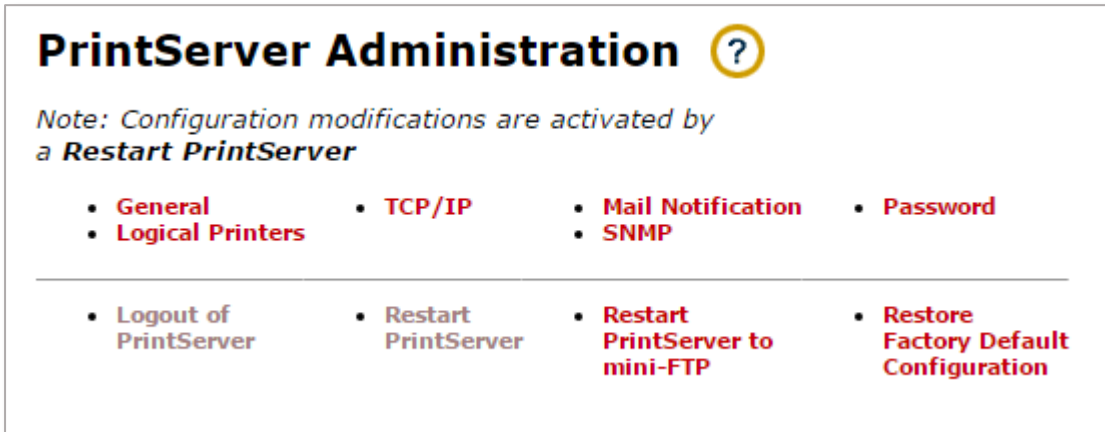 PrintServer Administration ?
Note: Configuration modifications are activated by
a Restart PrintServer
General
Logical Printers
TCP/IP
Mail Notification
SNMP
Password
Logout of
PrintServer
Restart
PrintServer
Restart
PrintServer to
mini-FTP
Restore
Factory Default
Configuration